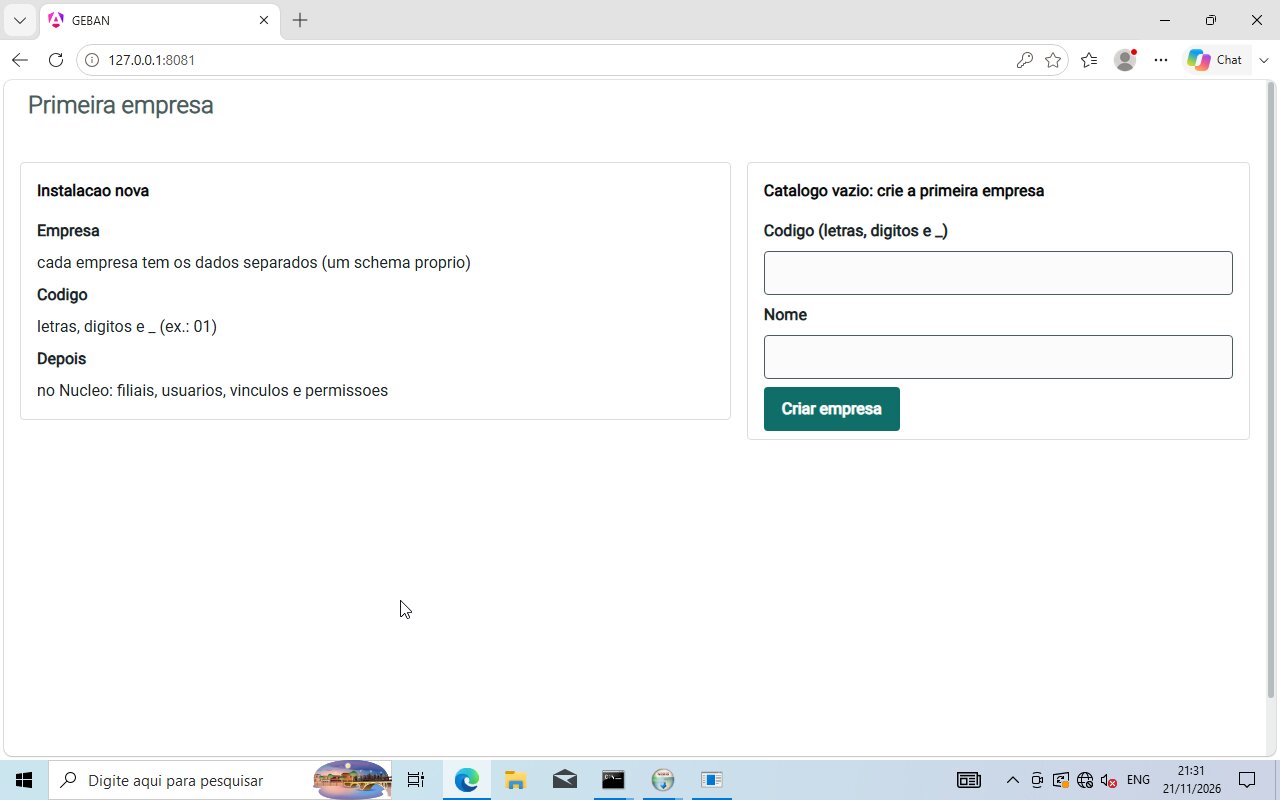 GEBAN
127.0.0.1:8081
Chat
Primeira empresa
Instalacao nova
Empresa
cada empresa tem os dados separados (um schema proprio)
Codigo
letras, digitos e _ (ex.: 01)
Depois
no Nucleo: filiais, usuarios, vinculos e permissoes
Catalogo vazio: crie a primeira empresa
Codigo (letras, digitos e _)
Nome
Criar empresa
Digite aqui para pesquisar
ENG
21:31
21/11/2026